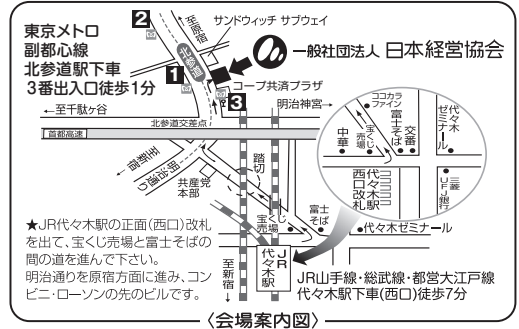 東京メトロ
副都心線
北参道駅下車
3番出入口徒歩1分
至原宿
サンドウィッチ サブウェイ
一般社団法人 日本経営協会
2
北参道
1
3
コープ共済プラザ
明治神宮→
←至千駄ヶ谷
北参道交差点
首都高速
至新宿
明治通り
共産党
本部
踏切
ココカラ
ファイン
中華
宝くじ
売場
富士そば
交番
代々木
ゼミナール
代々木駅
西口改札
三菱
UFJ銀行
★JR代々木駅の正面(西口)改札
を出て、宝くじ売場と富士そばの
間の道を進んで下さい。
明治通りを原宿方面に進み、コン
ビニ・ローソンの先のビルです。
宝くじ
売場
富士
そば
代々木ゼミナール
至新宿
JR
代々木駅
JR山手線・総武線・都営大江戸線
代々木駅下車(西口)徒歩7分
〈会場案内図〉